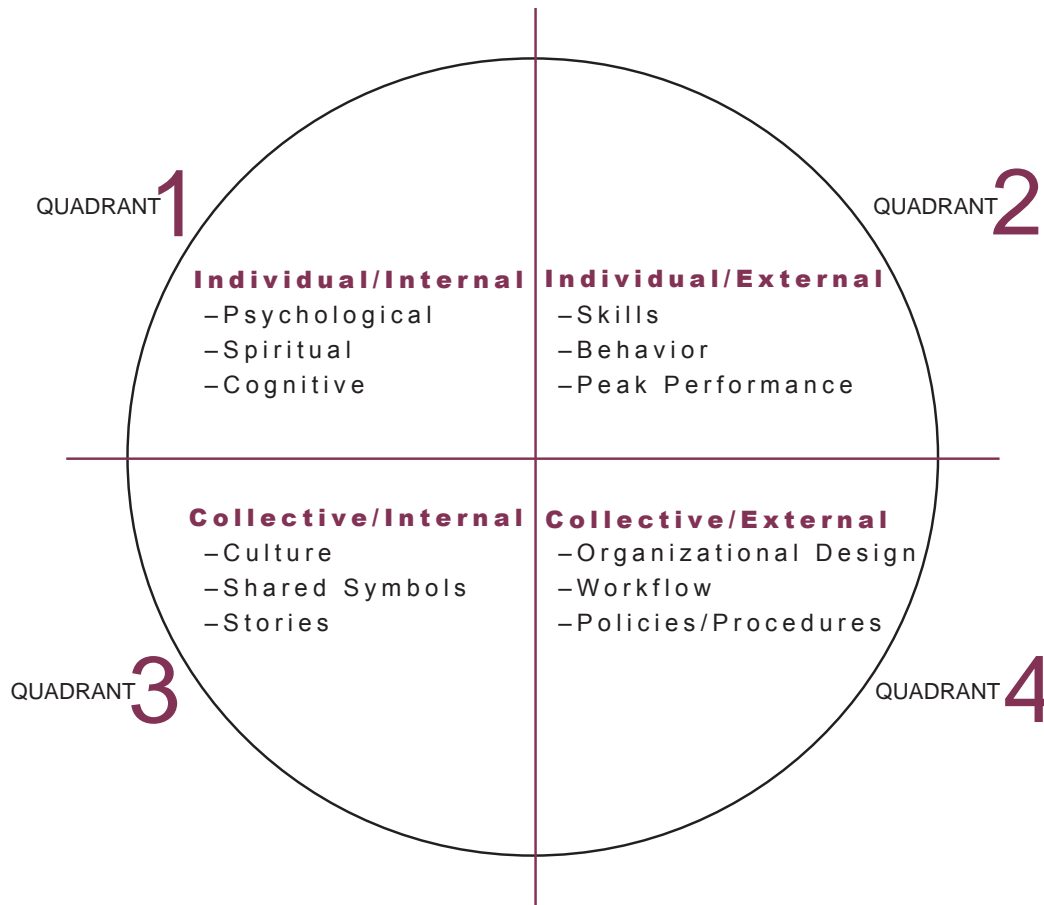 QUADRANT 1
Individual/Internal
–Psychological
–Spiritual
–Cognitive
QUADRANT 2
Individual/External
–Skills
–Behavior
–Peak Performance
QUADRANT 3
Collective/Internal
–Culture
–Shared Symbols
–Stories
QUADRANT 4
Collective/External
–Organizational Design
–Workflow
–Policies/Procedures